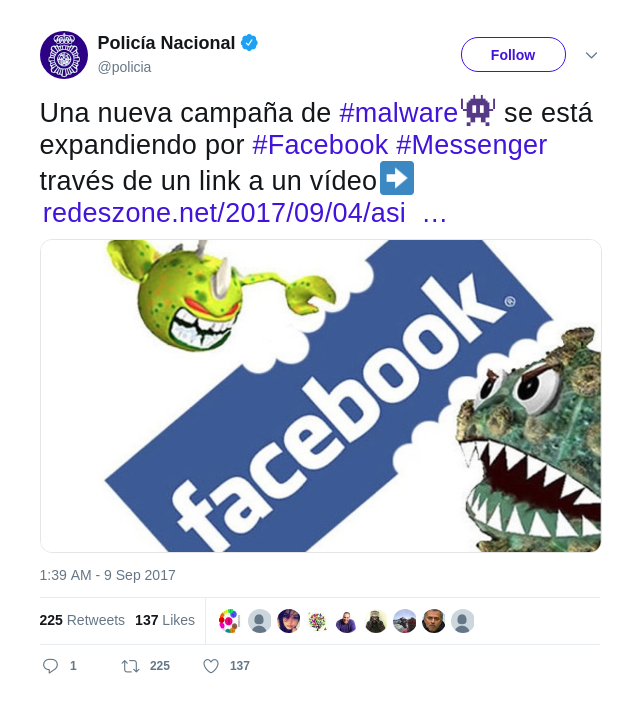 Policía Nacional
@policia
Follow
Una nueva campaña de #malware👾 se está
expandiendo por #Facebook #Messenger
través de un link a un vídeo➡
redeszone.net/2017/09/04/asi …
facebook®
1:39 AM - 9 Sep 2017
225 Retweets 137 Likes
1 225 137